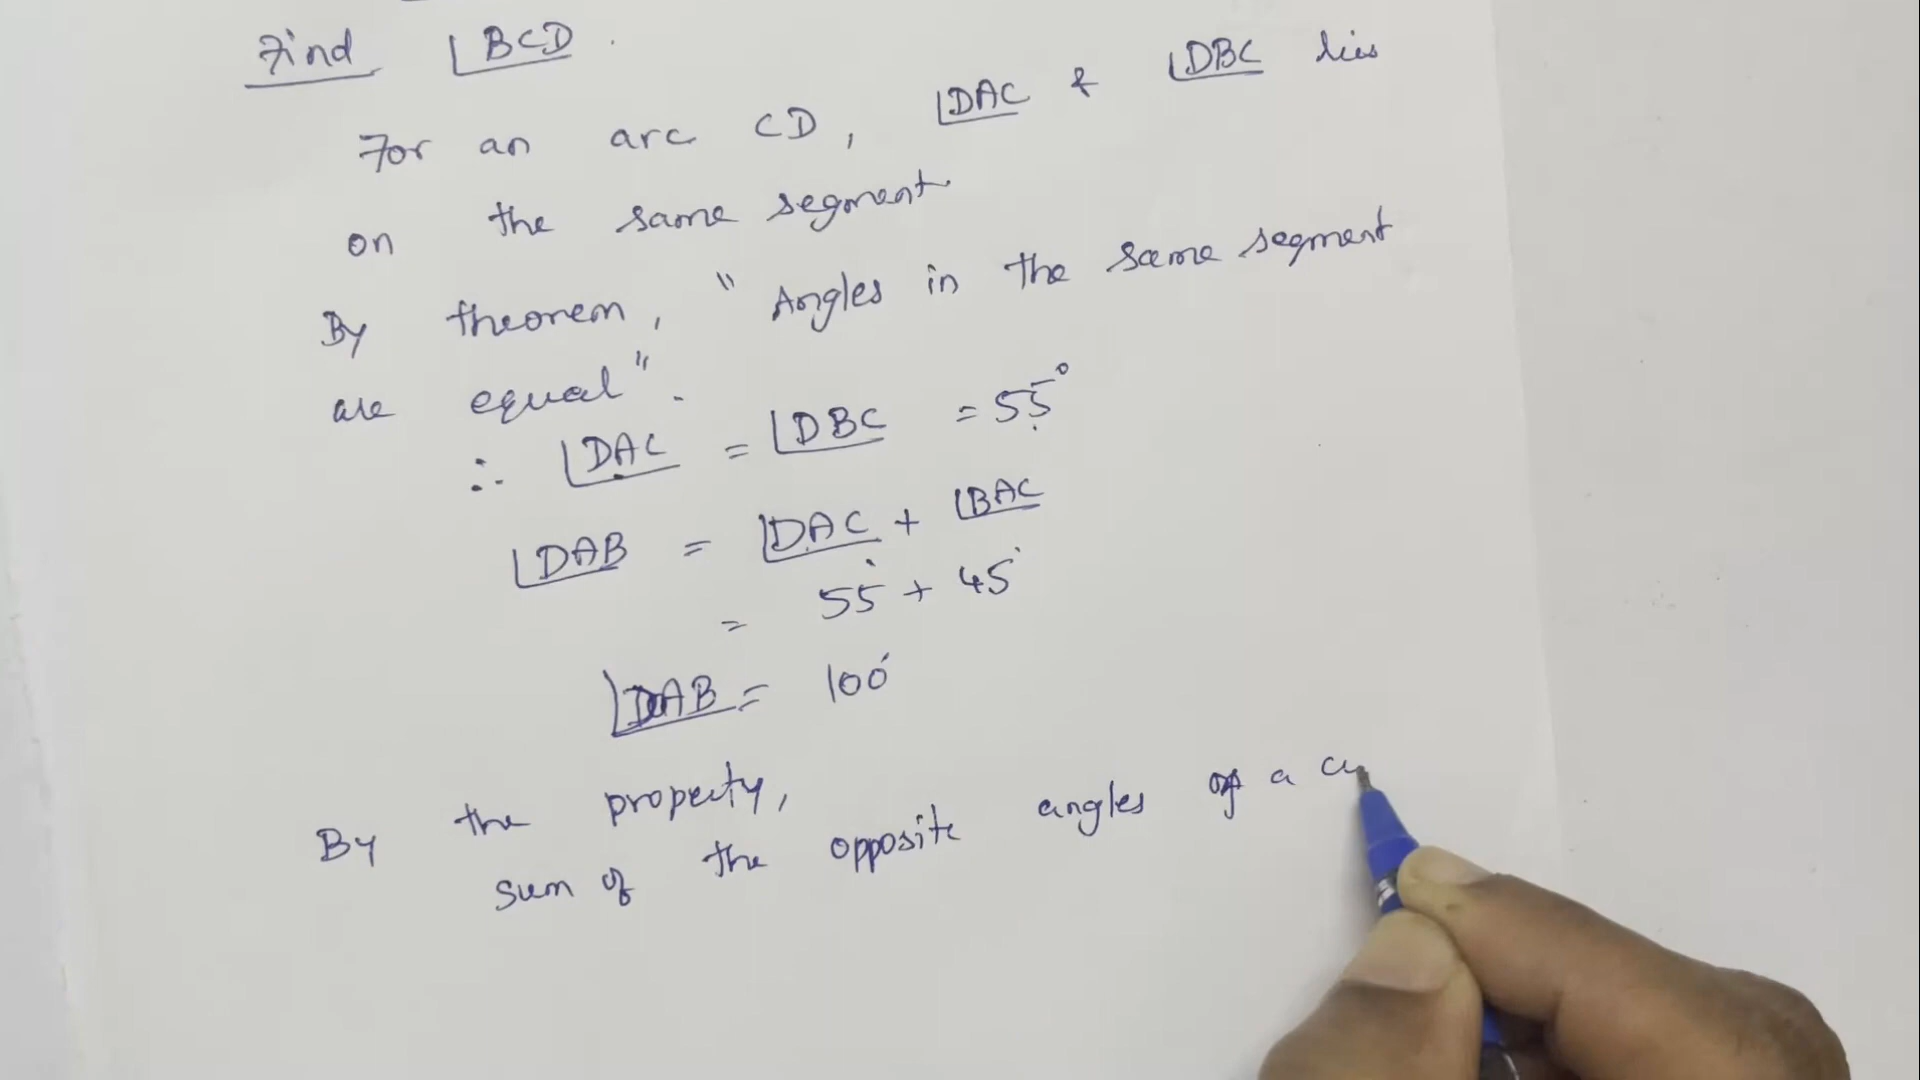 Find ∠BCD.
For an arc CD, ∠DAC & ∠DBC lies
on the same segment
By theorem, "Angles in the same segment
are equal".
∴ ∠DAC = ∠DBC = 55°
∠DAB = ∠DAC + ∠BAC
= 55° + 45°
∠DAB = 100°
By the property,
sum of the opposite angles of a cy